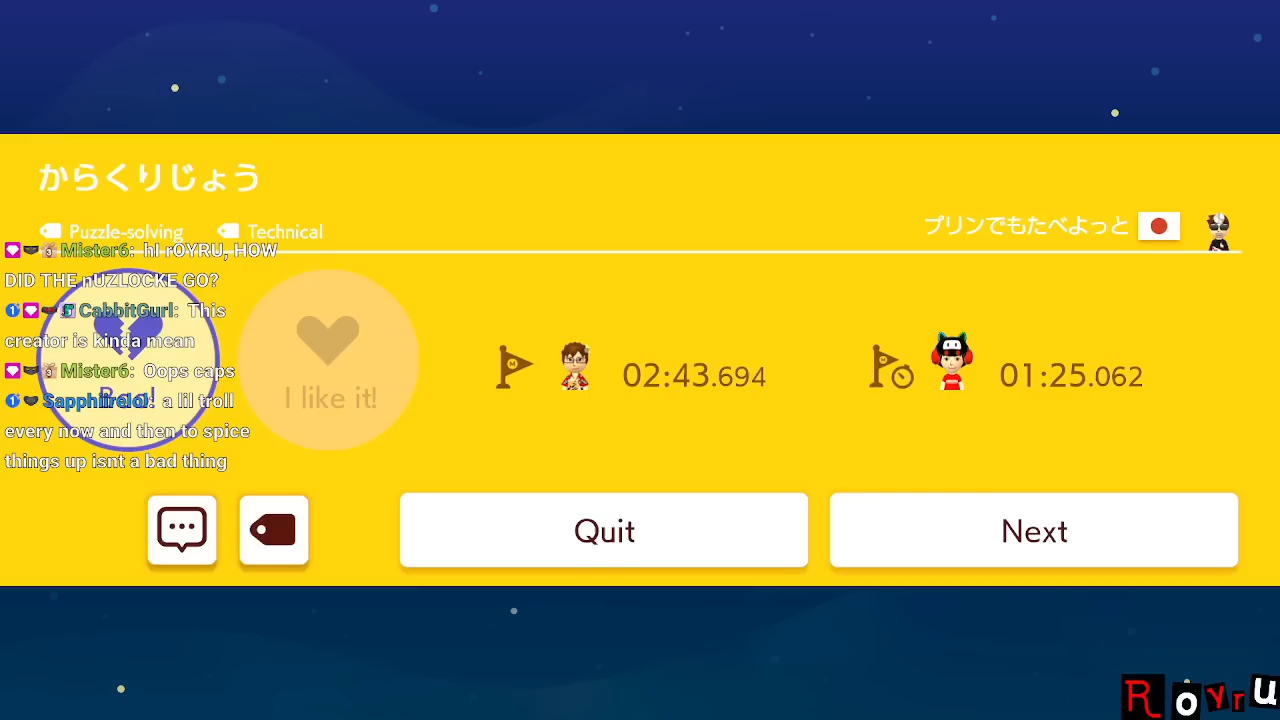 からくりじょう
Puzzle-solving Technical
プリンでもたべよっと
Mister6: hI rOYRU, HOW
DID THE nUZLOCKE GO?
CabbitGurl: This
creator is kinda mean
Mister6: Oops caps
Sapphirelol: a lil troll
every now and then to spice
things up isnt a bad thing
I like it!
M 02:43.694
M 01:25.062
Quit
Next
Royru